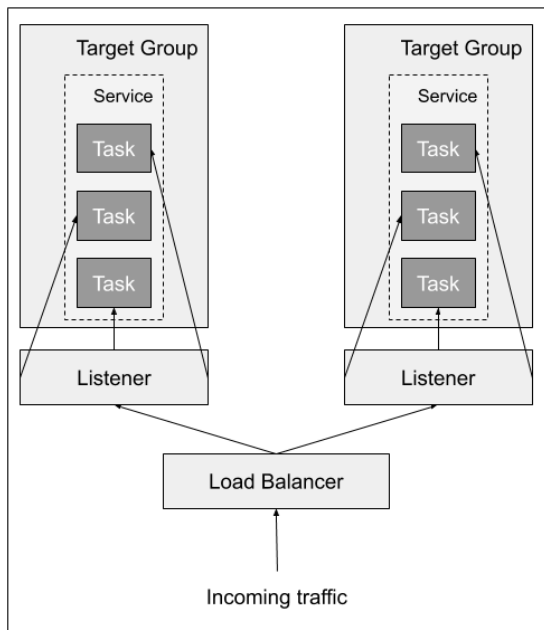 Target Group
Service
Task
Task
Task
Listener
Target Group
Service
Task
Task
Task
Listener
Load Balancer
Incoming traffic